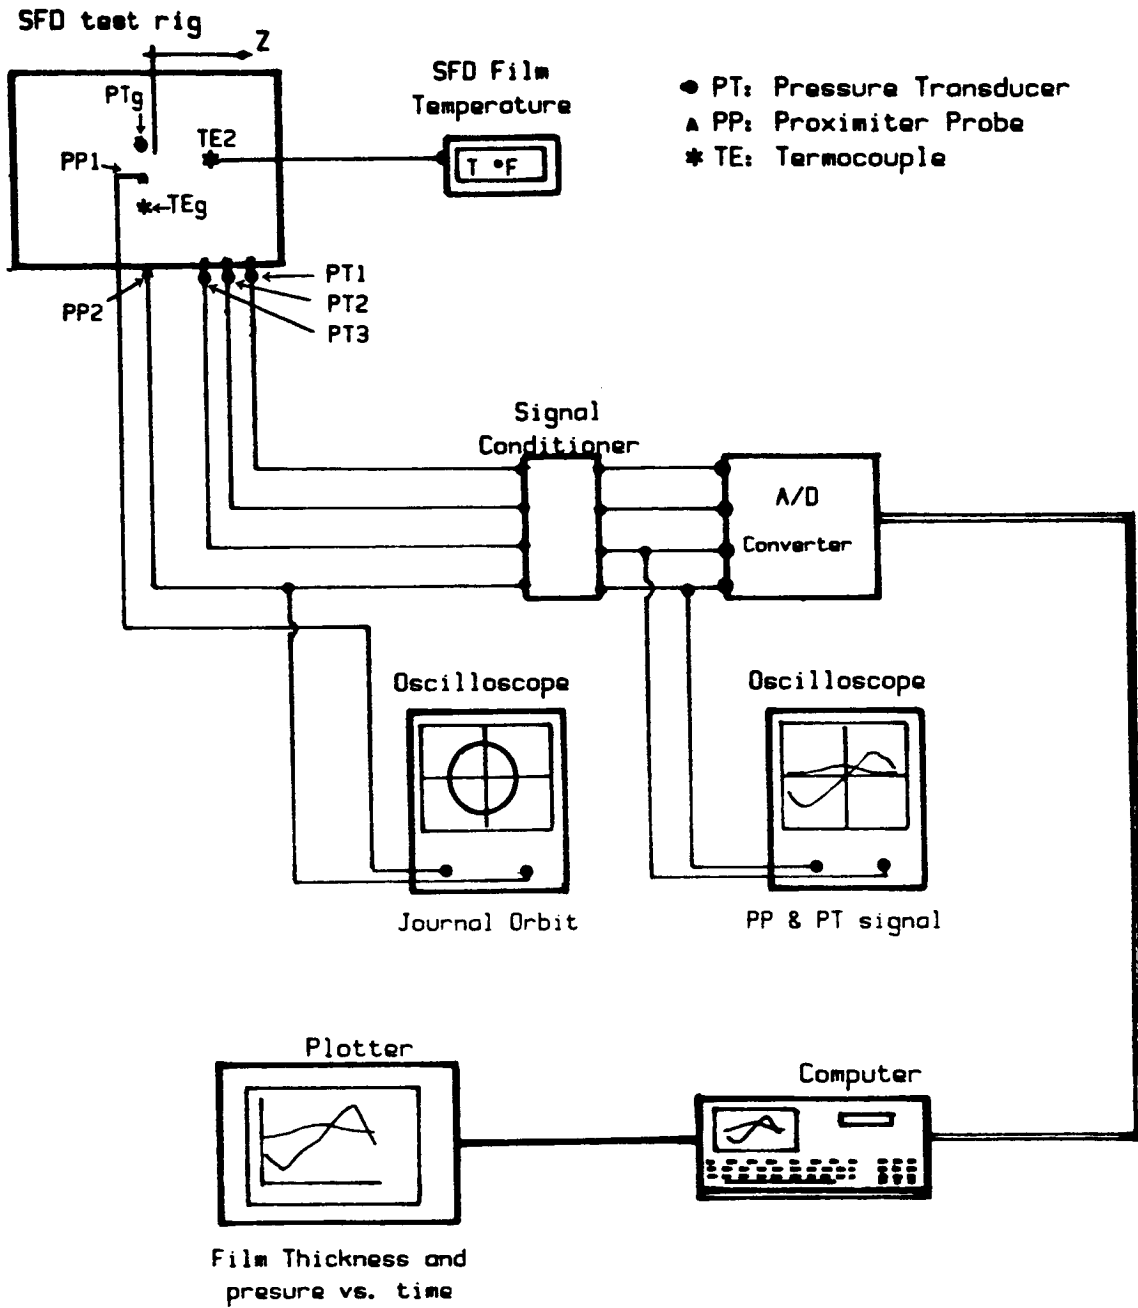 SFD test rig
Z
PTg
TE2
PP1
TEg
PP2
PT1
PT2
PT3
SFD Film
Temperature
T °F
● PT: Pressure Transducer
▲ PP: Proximiter Probe
* TE: Termocouple
Signal
Conditioner
A/D
Converter
Oscilloscope
Journal Orbit
Oscilloscope
PP & PT signal
Plotter
Computer
Film Thickness and
presure vs. time